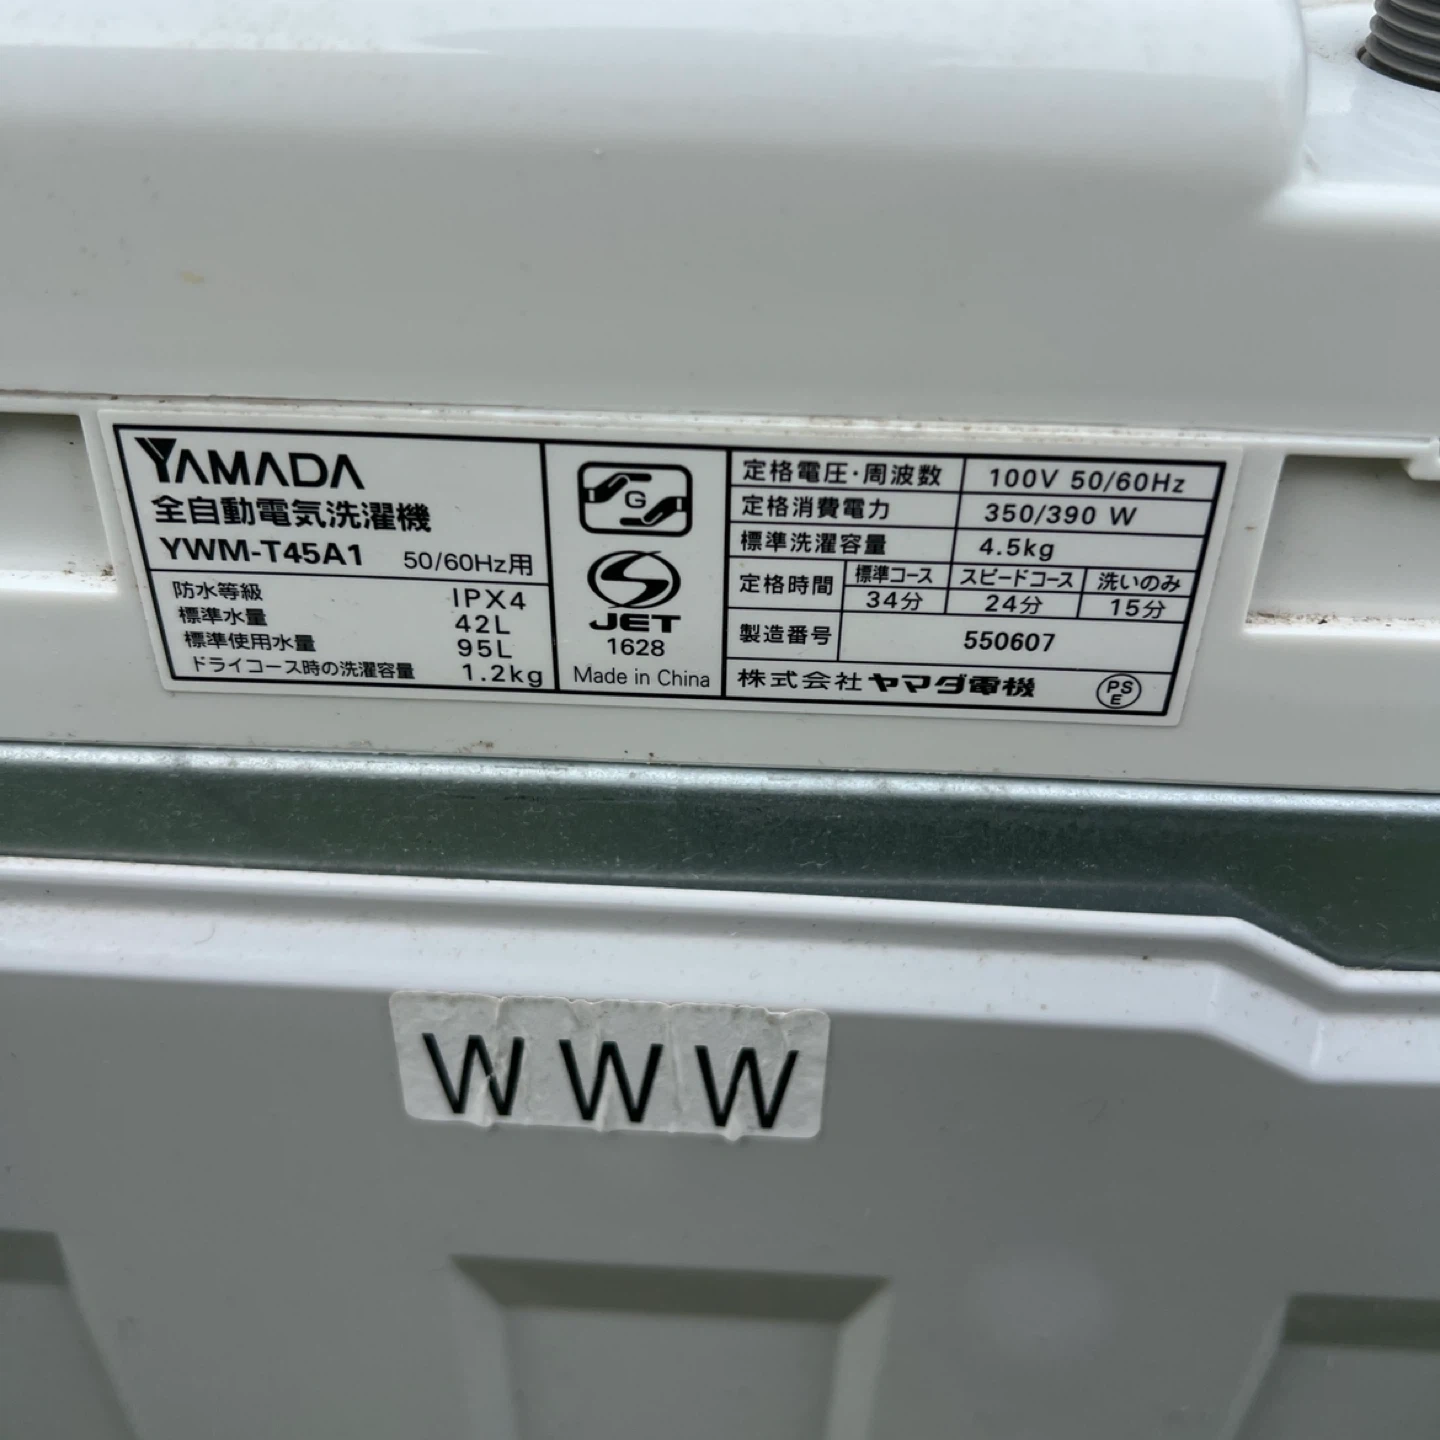 YAMADA
全自動電気洗濯機
YWM-T45A1 50/60Hz用
防水等級 IPX4
標準水量 42L
標準使用水量 95L
ドライコース時の洗濯容量 1.2kg
G
S
JET
1628
Made in China
定格電圧・周波数 100V 50/60Hz
定格消費電力 350/390 W
標準洗濯容量 4.5kg
定格時間 標準コース スピードコース 洗いのみ
34分 24分 15分
製造番号 550607
株式会社 ヤマダ電機 PS
E
W W W